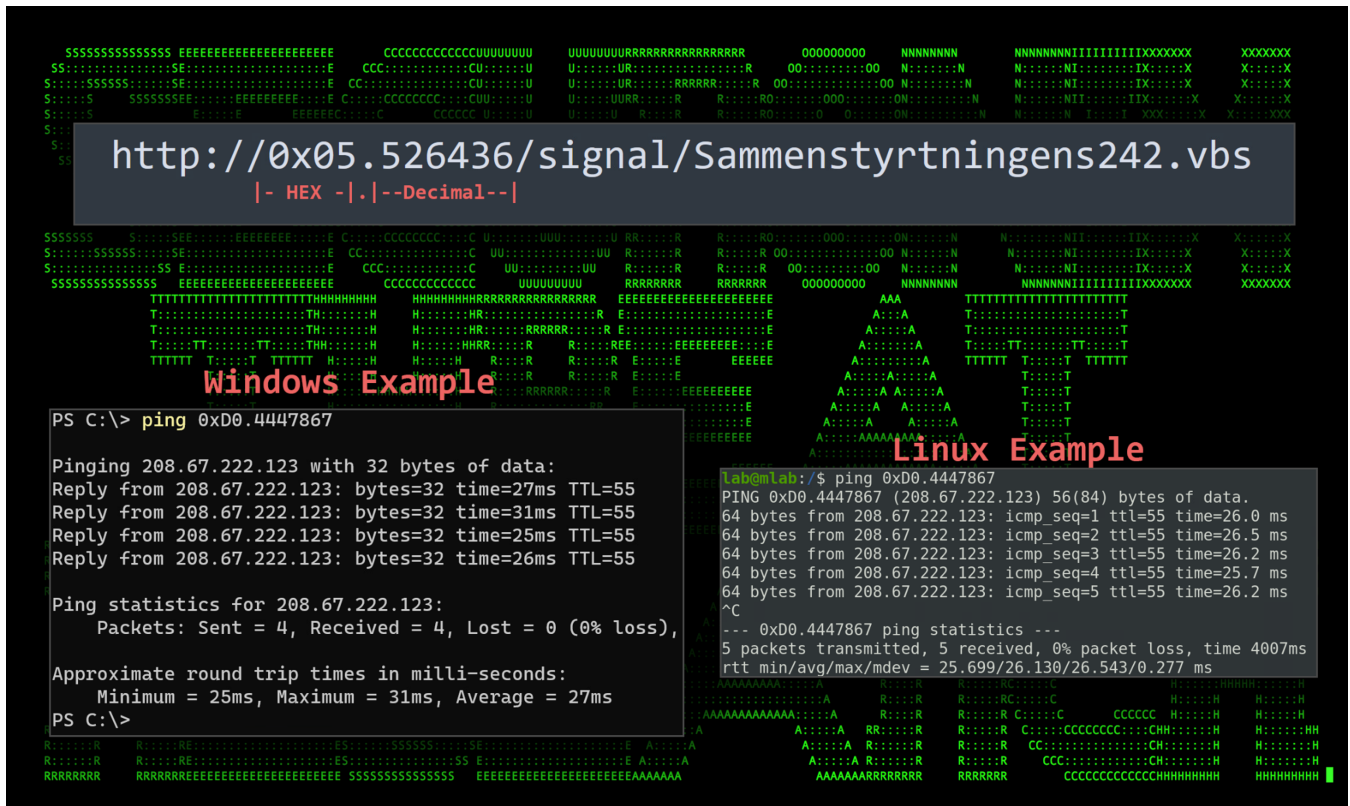 http://0x05.526436/signal/Sammenstyrtningens242.vbs
|- HEX -|.|--Decimal--|
Windows Example
PS C:\> ping 0xD0.4447867
Pinging 208.67.222.123 with 32 bytes of data:
Reply from 208.67.222.123: bytes=32 time=27ms TTL=55
Reply from 208.67.222.123: bytes=32 time=31ms TTL=55
Reply from 208.67.222.123: bytes=32 time=25ms TTL=55
Reply from 208.67.222.123: bytes=32 time=26ms TTL=55
Ping statistics for 208.67.222.123:
Packets: Sent = 4, Received = 4, Lost = 0 (0% loss),
Approximate round trip times in milli-seconds:
Minimum = 25ms, Maximum = 31ms, Average = 27ms
PS C:\>
Linux Example
lab@mlab:/$ ping 0xD0.4447867
PING 0xD0.4447867 (208.67.222.123) 56(84) bytes of data.
64 bytes from 208.67.222.123: icmp_seq=1 ttl=55 time=26.0 ms
64 bytes from 208.67.222.123: icmp_seq=2 ttl=55 time=26.5 ms
64 bytes from 208.67.222.123: icmp_seq=3 ttl=55 time=26.2 ms
64 bytes from 208.67.222.123: icmp_seq=4 ttl=55 time=25.7 ms
64 bytes from 208.67.222.123: icmp_seq=5 ttl=55 time=26.2 ms
^C
--- 0xD0.4447867 ping statistics ---
5 packets transmitted, 5 received, 0% packet loss, time 4007ms
rtt min/avg/max/mdev = 25.699/26.130/26.543/0.277 ms